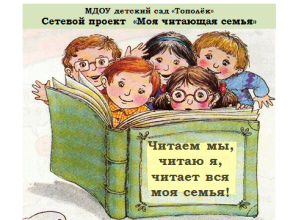 МДОУ детский сад «Тополёк»
Сетевой проект «Моя читающая семья»
Читаем мы,
читаю я,
читает вся
моя семья!